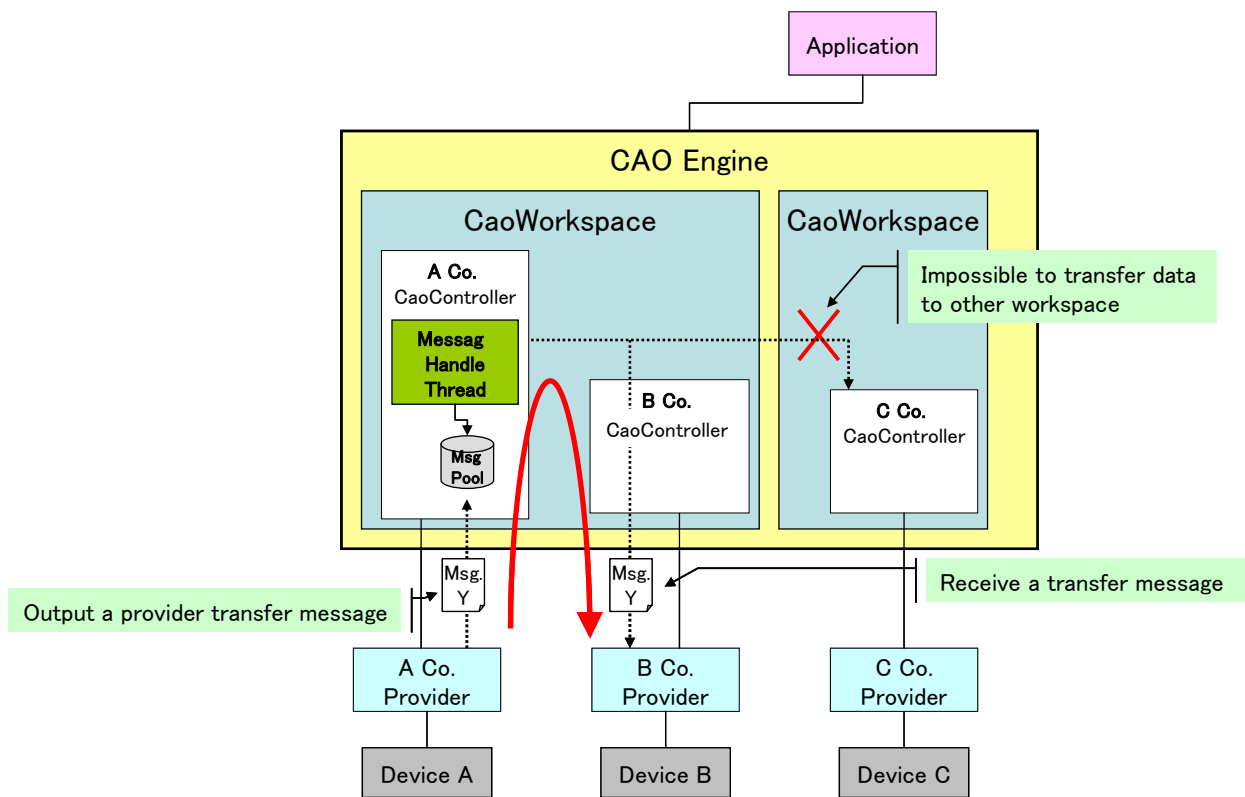 Application
CAO Engine
CaoWorkspace
CaoWorkspace
A Co.
CaoController
Messag
Handle
Thread
Msg
Pool
B Co.
CaoController
C Co.
CaoController
Impossible to transfer data
to other workspace
Msg.
Y
Msg.
Y
Output a provider transfer message
Receive a transfer message
A Co.
Provider
B Co.
Provider
C Co.
Provider
Device A
Device B
Device C